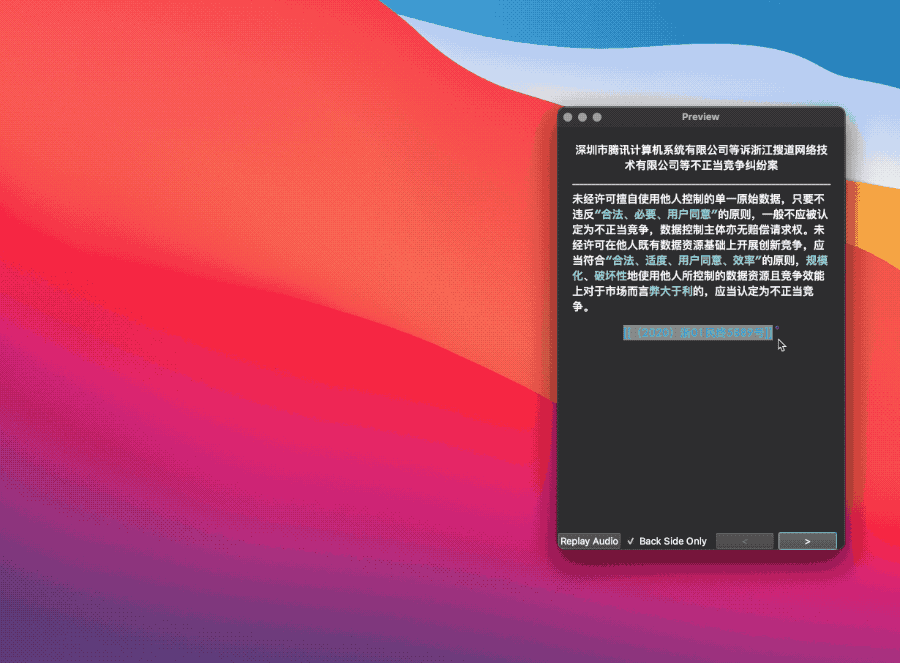 Preview
深圳市腾讯计算机系统有限公司等诉浙江搜道网络技
术有限公司等不正当竞争纠纷案
未经许可擅自使用他人控制的单一原始数据，只要不
违反“合法、必要、用户同意”的原则，一般不应被认
定为不正当竞争，数据控制主体亦无赔偿请求权。未
经许可在他人既有数据资源基础上开展创新竞争，应
当符合“合法、适度、用户同意、效率”的原则，规模
化、破坏性地使用他人所控制的数据资源且竞争效能
上对于市场而言弊大于利的，应当认定为不正当竞
争。
Replay Audio ✓ Back Side Only < >